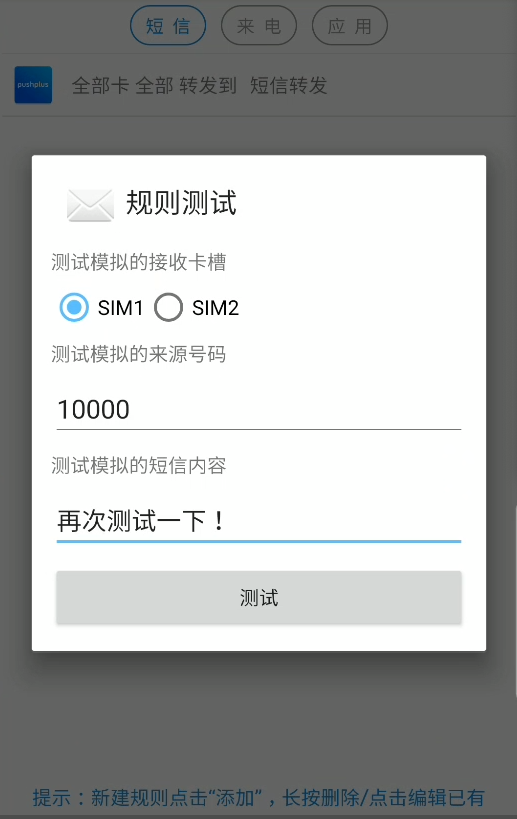 短 信 来 电 应 用
pushplus 全部卡 全部 转发到 短信转发
规则测试
测试模拟的接收卡槽
SIM1 SIM2
测试模拟的来源号码
10000
测试模拟的短信内容
再次测试一下！
测试
提示：新建规则点击“添加”，长按删除/点击编辑已有